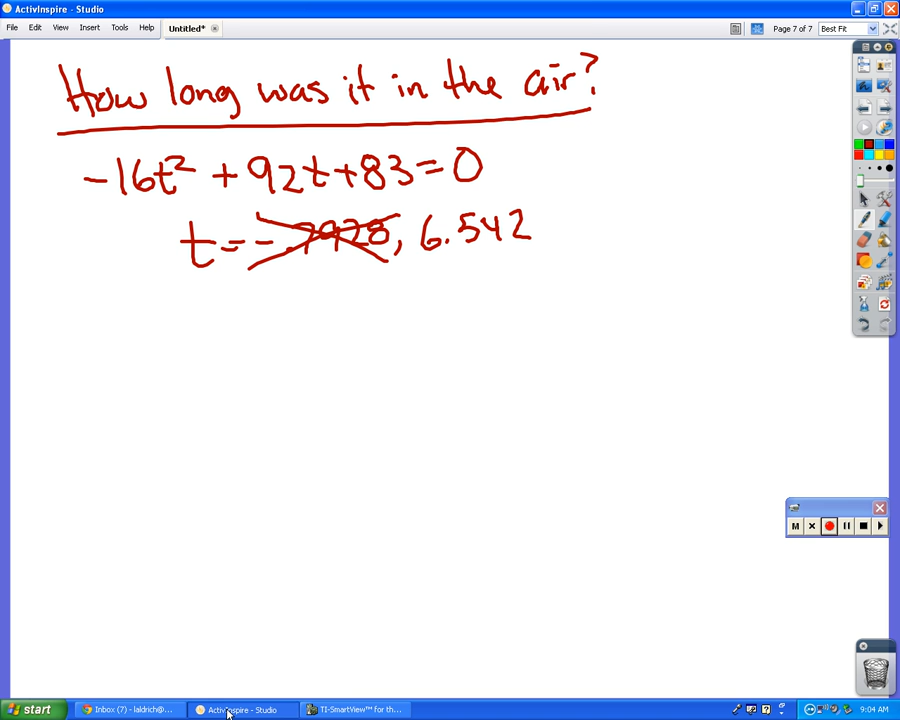 ActivInspire - Studio
File Edit View Insert Tools Help Untitled* Page 7 of 7 Best Fit
How long was it in the air?
-16t² + 92t + 83 = 0
t = -.7928, 6.542
M
start Inbox (7) - laldrich@... ActivInspire - Studio TI-SmartView™ for th... 9:04 AM